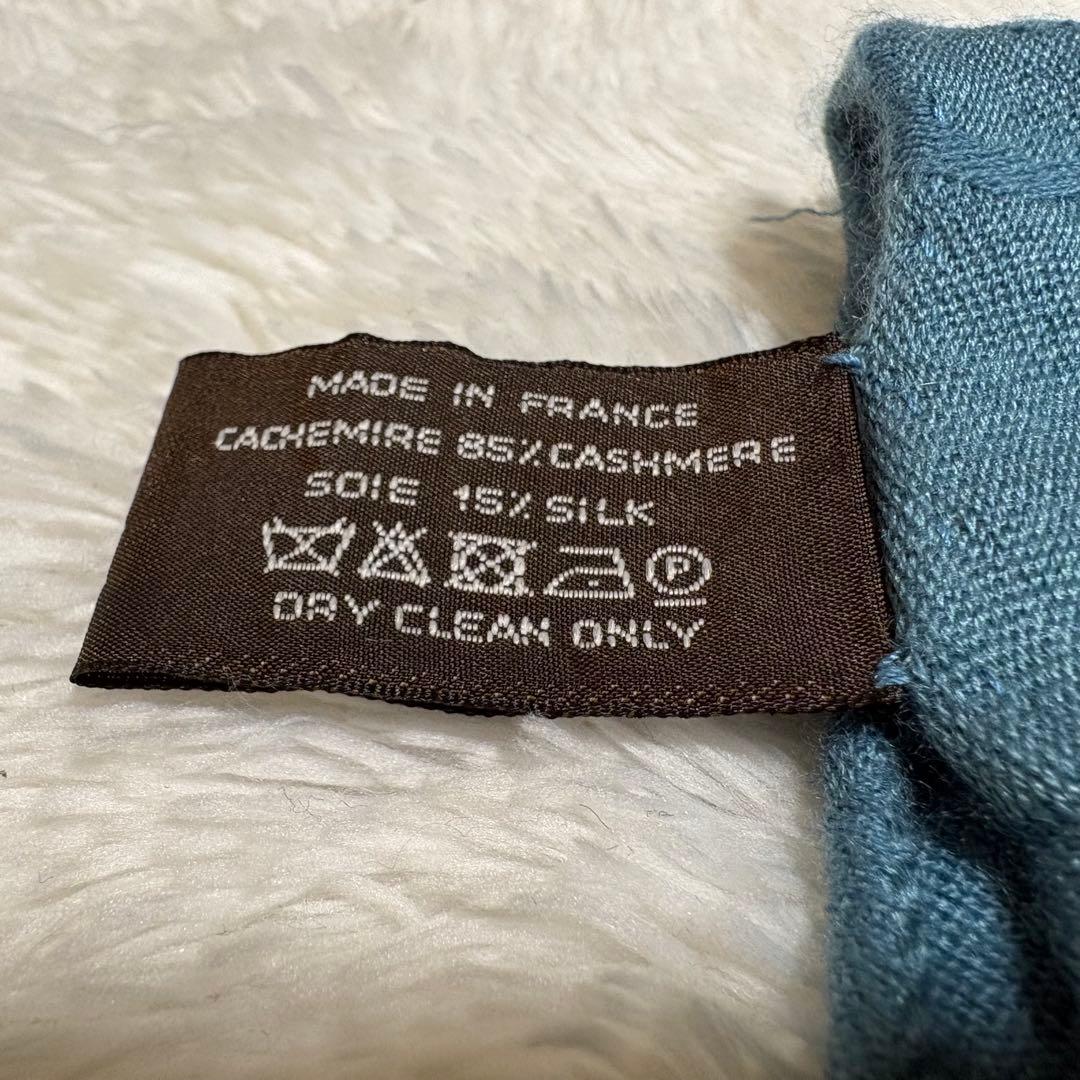 MADE IN FRANCE
CACHEMIRE 85% CASHMERE
SOIE 15% SILK
P
DRY CLEAN ONLY